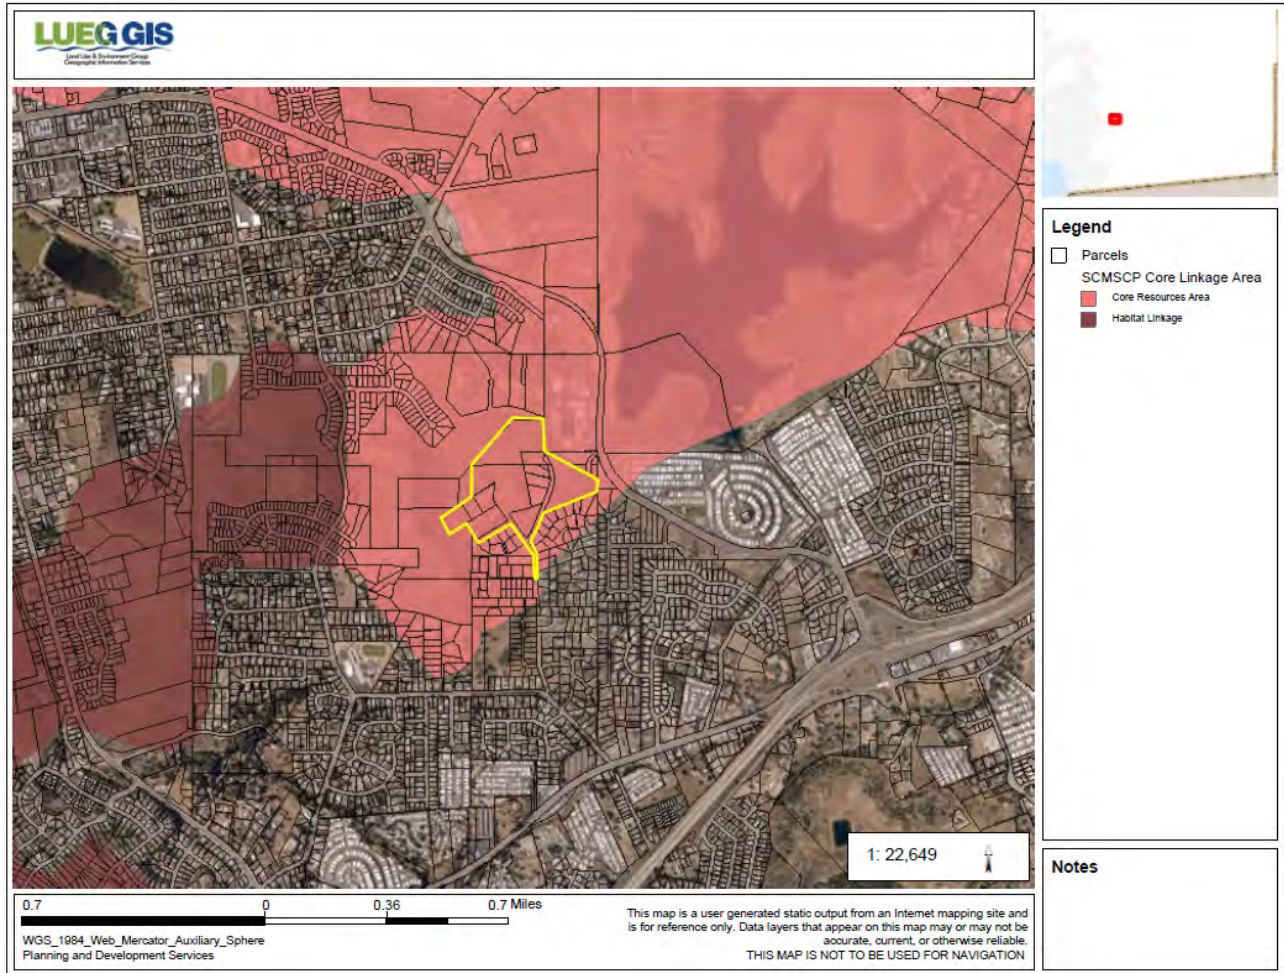 LUEG GIS
Land Use & Environment Group
Geographic Information Services
Legend
Parcels
SCMSCP Core Linkage Area
Core Resources Area
Habitat Linkage
1: 22,649
Notes
0.7 0 0.36 0.7 Miles
WGS_1984_Web_Mercator_Auxiliary_Sphere
Planning and Development Services
This map is a user generated static output from an Internet mapping site and
is for reference only. Data layers that appear on this map may or may not be
accurate, current, or otherwise reliable.
THIS MAP IS NOT TO BE USED FOR NAVIGATION